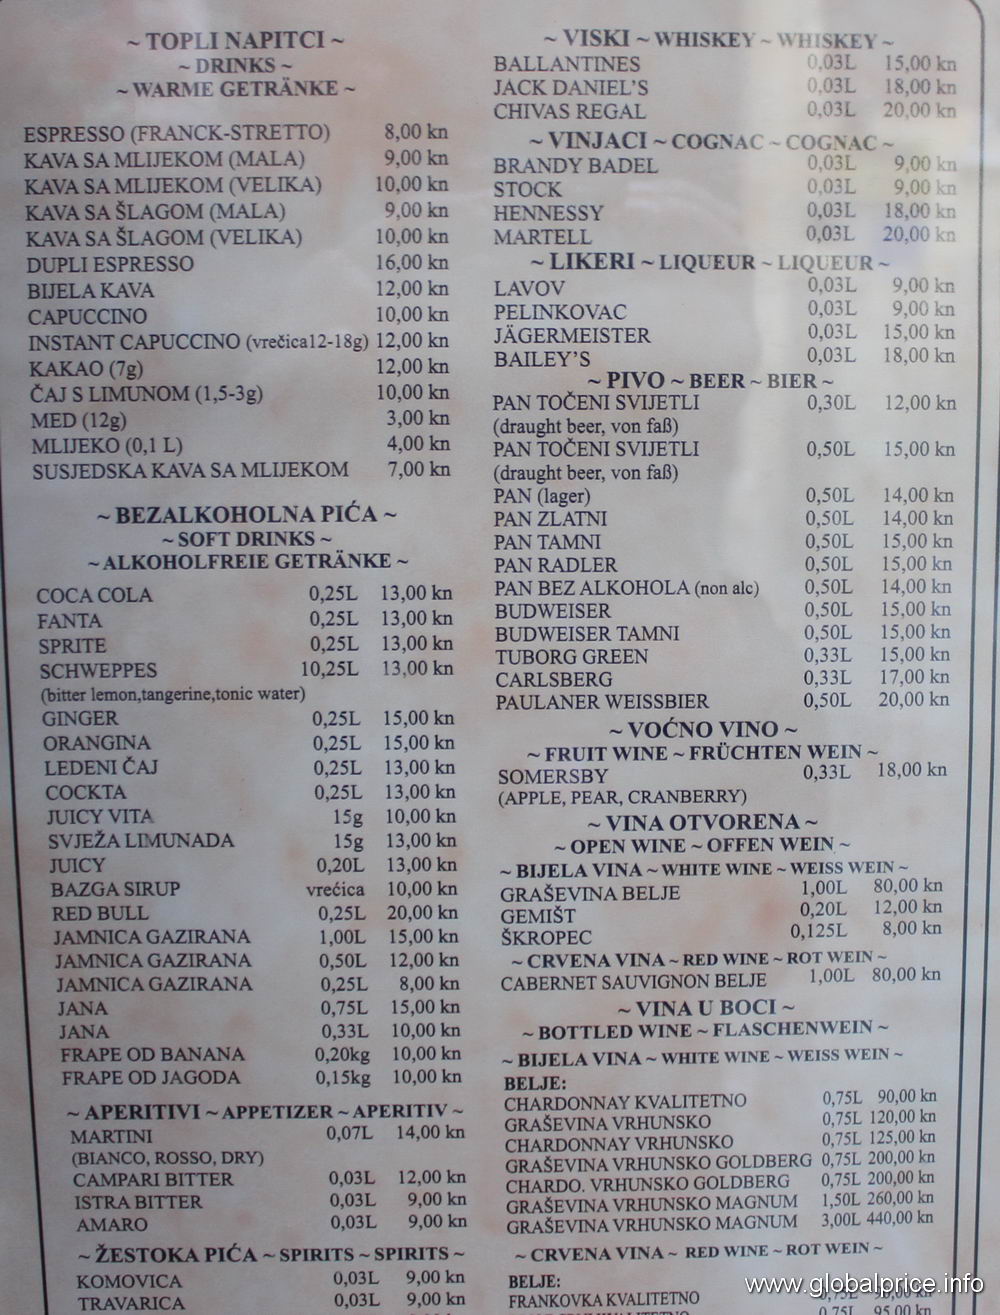 ~ TOPLI NAPITCI ~
~ DRINKS ~
~ WARME GETRÄNKE ~
ESPRESSO (FRANCK-STRETTO) 8,00 kn
KAVA SA MLIJEKOM (MALA) 9,00 kn
KAVA SA MLIJEKOM (VELIKA) 10,00 kn
KAVA SA ŠLAGOM (MALA) 9,00 kn
KAVA SA ŠLAGOM (VELIKA) 10,00 kn
DUPLI ESPRESSO 16,00 kn
BIJELA KAVA 12,00 kn
CAPUCCINO 10,00 kn
INSTANT CAPUCCINO (vrečica12-18g) 12,00 kn
KAKAO (7g) 12,00 kn
ČAJ S LIMUNOM (1,5-3g) 10,00 kn
MED (12g) 3,00 kn
MLIJEKO (0,1 L) 4,00 kn
SUSJEDSKA KAVA SA MLIJEKOM 7,00 kn
~ BEZALKOHOLNA PIĆA ~
~ SOFT DRINKS ~
~ ALKOHOLFREIE GETRÄNKE ~
COCA COLA 0,25L 13,00 kn
FANTA 0,25L 13,00 kn
SPRITE 0,25L 13,00 kn
SCHWEPPES 10,25L 13,00 kn
(bitter lemon,tangerine,tonic water)
GINGER 0,25L 15,00 kn
ORANGINA 0,25L 15,00 kn
LEDENI ČAJ 0,25L 13,00 kn
COCKTA 0,25L 13,00 kn
JUICY VITA 15g 10,00 kn
SVJEŽA LIMUNADA 15g 13,00 kn
JUICY 0,20L 13,00 kn
BAZGA SIRUP vrećica 10,00 kn
RED BULL 0,25L 20,00 kn
JAMNICA GAZIRANA 1,00L 15,00 kn
JAMNICA GAZIRANA 0,50L 12,00 kn
JAMNICA GAZIRANA 0,25L 8,00 kn
JANA 0,75L 15,00 kn
JANA 0,33L 10,00 kn
FRAPE OD BANANA 0,20kg 10,00 kn
FRAPE OD JAGODA 0,15kg 10,00 kn
~ APERITIVI ~ APPETIZER ~ APERITIV ~
MARTINI 0,07L 14,00 kn
(BIANCO, ROSSO, DRY)
CAMPARI BITTER 0,03L 12,00 kn
ISTRA BITTER 0,03L 9,00 kn
AMARO 0,03L 9,00 kn
~ ŽESTOKA PIĆA ~ SPIRITS ~ SPIRITS ~
KOMOVICA 0,03L 9,00 kn
TRAVARICA 0,03L 9,00 kn
~ VISKI ~ WHISKEY ~ WHISKEY ~
BALLANTINES 0,03L 15,00 kn
JACK DANIEL'S 0,03L 18,00 kn
CHIVAS REGAL 0,03L 20,00 kn
~ VINJACI ~ COGNAC ~ COGNAC ~
BRANDY BADEL 0,03L 9,00 kn
STOCK 0,03L 9,00 kn
HENNESSY 0,03L 18,00 kn
MARTELL 0,03L 20,00 kn
~ LIKERI ~ LIQUEUR ~ LIQUEUR ~
LAVOV 0,03L 9,00 kn
PELINKOVAC 0,03L 9,00 kn
JÄGERMEISTER 0,03L 15,00 kn
BAILEY'S 0,03L 18,00 kn
~ PIVO ~ BEER ~ BIER ~
PAN TOČENI SVIJETLI 0,30L 12,00 kn
(draught beer, von faß)
PAN TOČENI SVIJETLI 0,50L 15,00 kn
(draught beer, von faß)
PAN (lager) 0,50L 14,00 kn
PAN ZLATNI 0,50L 14,00 kn
PAN TAMNI 0,50L 15,00 kn
PAN RADLER 0,50L 15,00 kn
PAN BEZ ALKOHOLA (non alc) 0,50L 14,00 kn
BUDWEISER 0,50L 15,00 kn
BUDWEISER TAMNI 0,50L 15,00 kn
TUBORG GREEN 0,33L 15,00 kn
CARLSBERG 0,33L 17,00 kn
PAULANER WEISSBIER 0,50L 20,00 kn
~ VOĆNO VINO ~
~ FRUIT WINE ~ FRÜCHTEN WEIN ~
SOMERSBY 0,33L 18,00 kn
(APPLE, PEAR, CRANBERRY)
~ VINA OTVORENA ~
~ OPEN WINE ~ OFFEN WEIN ~
~ BIJELA VINA ~ WHITE WINE ~ WEISS WEIN ~
GRAŠEVINA BELJE 1,00L 80,00 kn
GEMIŠT 0,20L 12,00 kn
ŠKROPEC 0,125L 8,00 kn
~ CRVENA VINA ~ RED WINE ~ ROT WEIN ~
CABERNET SAUVIGNON BELJE 1,00L 80,00 kn
~ VINA U BOCI ~
~ BOTTLED WINE ~ FLASCHENWEIN ~
~ BIJELA VINA ~ WHITE WINE ~ WEISS WEIN ~
BELJE:
CHARDONNAY KVALITETNO 0,75L 90,00 kn
GRAŠEVINA VRHUNSKO 0,75L 120,00 kn
CHARDONNAY VRHUNSKO 0,75L 125,00 kn
GRAŠEVINA VRHUNSKO GOLDBERG 0,75L 200,00 kn
CHARDO. VRHUNSKO GOLDBERG 0,75L 200,00 kn
GRAŠEVINA VRHUNSKO MAGNUM 1,50L 260,00 kn
GRAŠEVINA VRHUNSKO MAGNUM 3,00L 440,00 kn
~ CRVENA VINA ~ RED WINE ~ ROT WEIN ~
BELJE:
FRANKOVKA KVALITETNO
www.globalprice.info